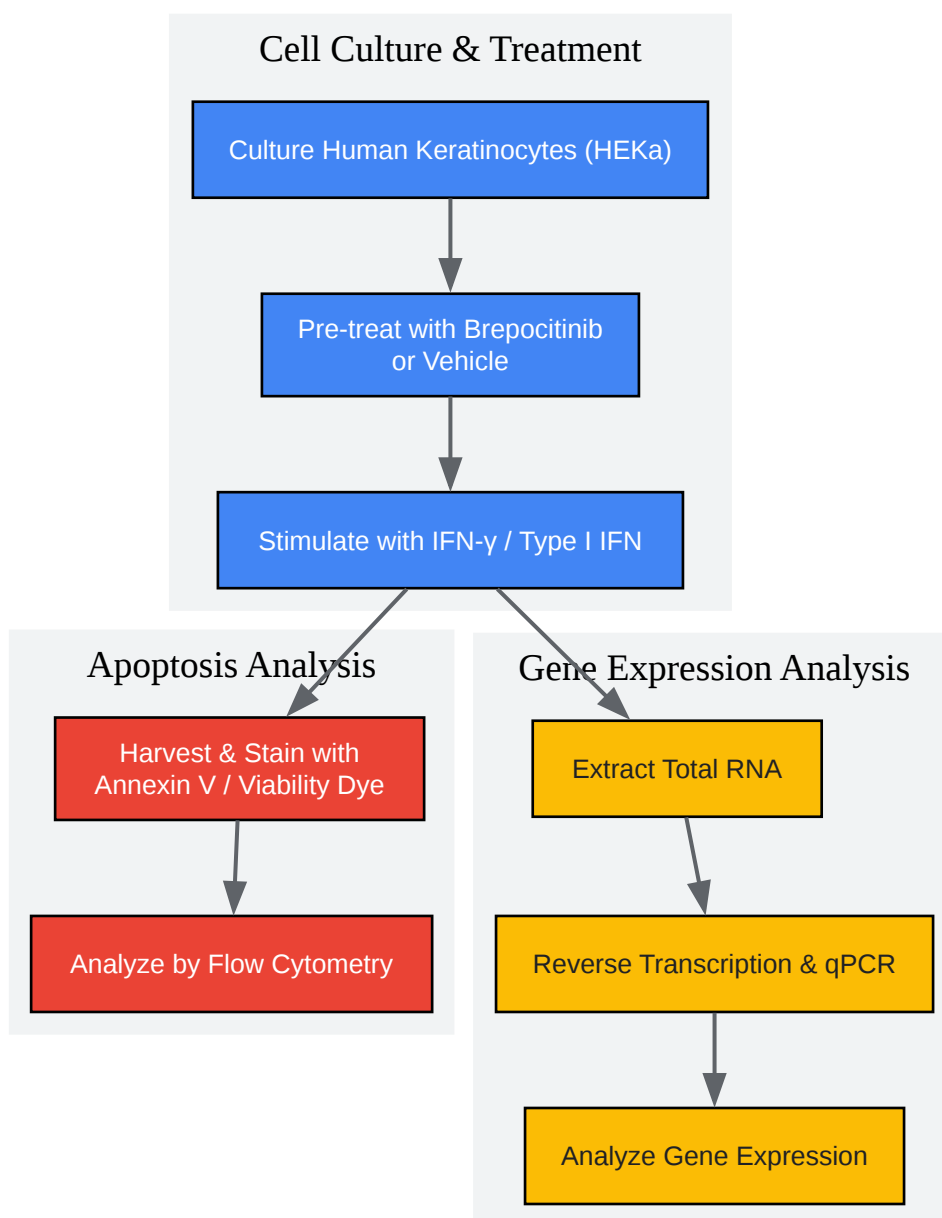 Cell Culture & Treatment
Culture Human Keratinocytes (HEKa)
Pre-treat with Brepocitinib
or Vehicle
Stimulate with IFN-γ / Type I IFN
Apoptosis Analysis
Harvest & Stain with
Annexin V / Viability Dye
Analyze by Flow Cytometry
Gene Expression Analysis
Extract Total RNA
Reverse Transcription & qPCR
Analyze Gene Expression